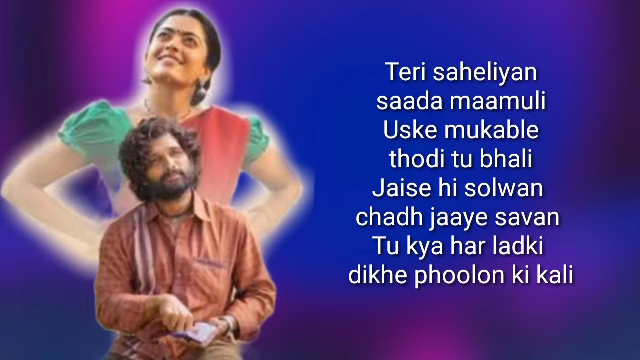 Teri saheliyan
saada maamuli
Uske mukable
thodi tu bhali
Jaise hi solwan
chadh jaaye savan
Tu kya har ladki
dikhe phoolon ki kali